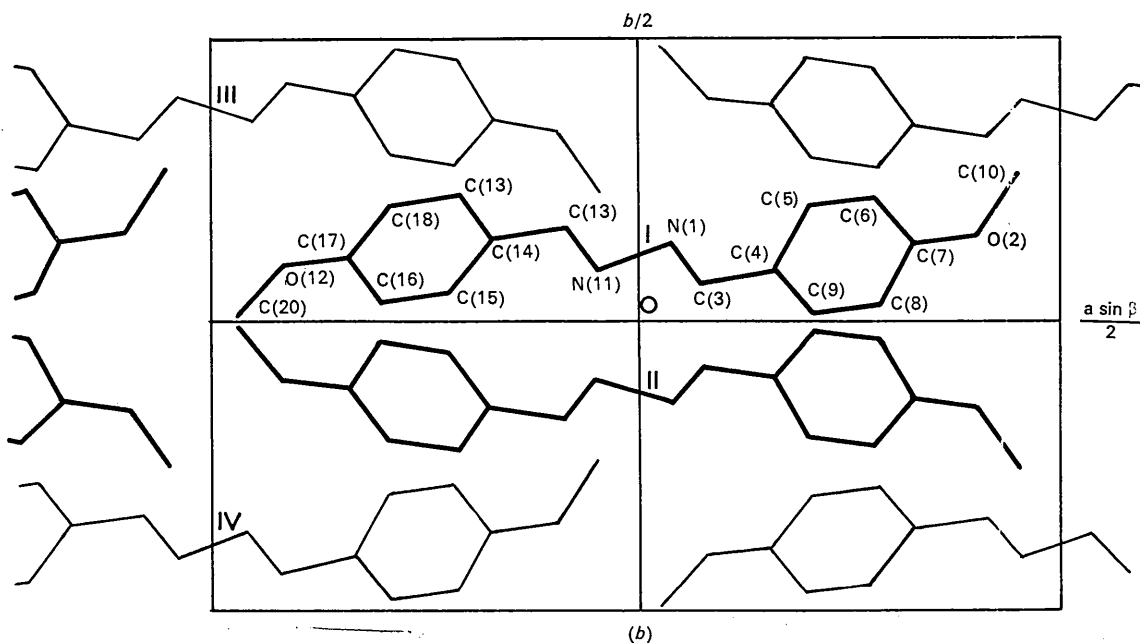 b/2
III
C(10)
C(13)
C(5)
C(18)
C(13)
I
N(1)
C(6)
O(2)
C(17)
C(14)
C(4)
C(7)
O(12)
C(16)
N(11)
C(3)
C(9)
C(20)
C(15)
O
C(8)
a sin β
2
II
IV
(b)